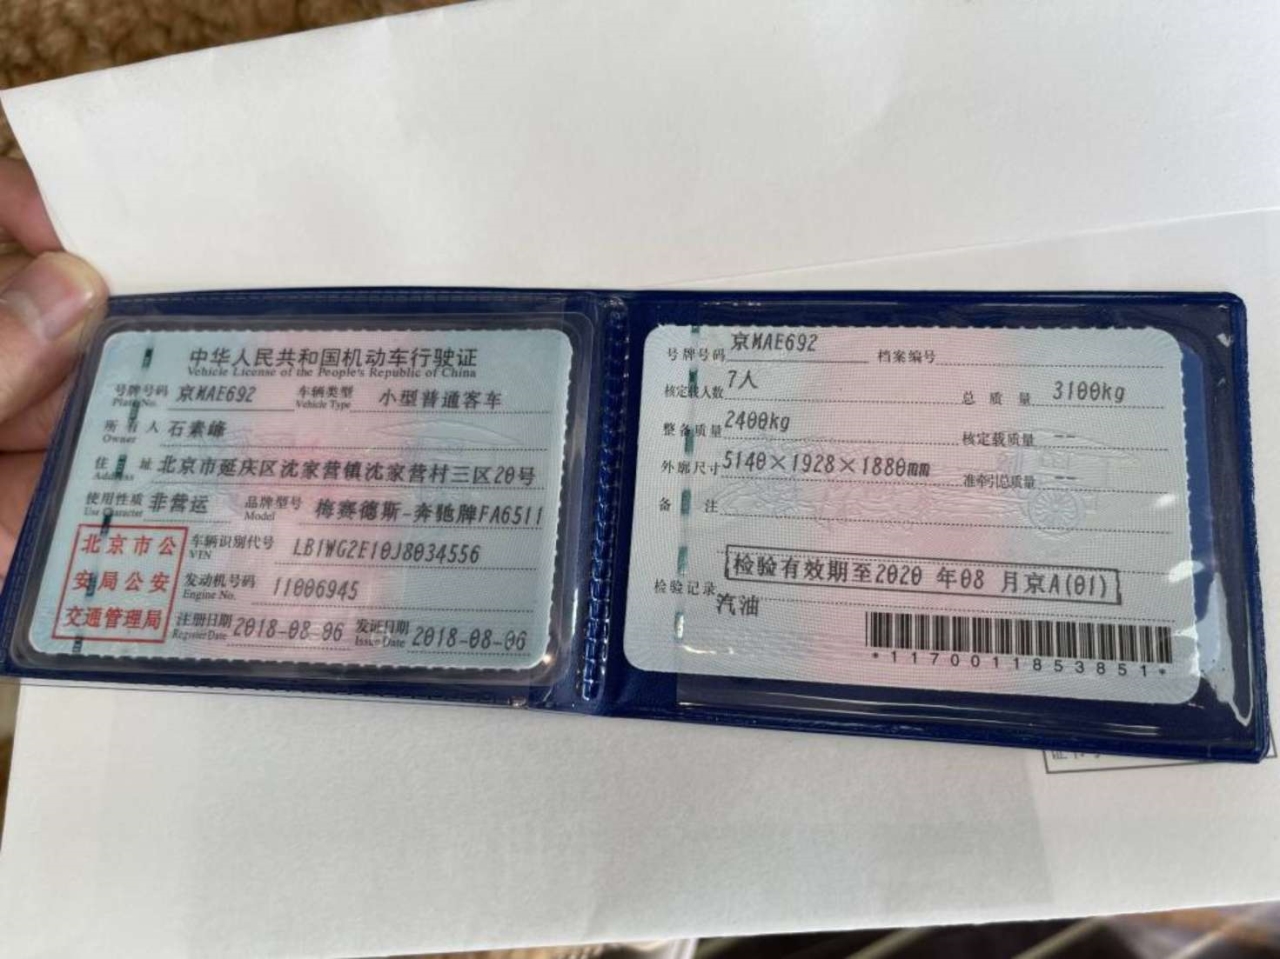 中华人民共和国机动车行驶证
Vehicle License of the People's Republic of China
号牌号码 京MAE692 车辆类型 小型普通客车
Plate No. Vehicle Type
所有人 石素峰
Owner
住址 北京市延庆区沈家营镇沈家营村三区20号
Address
使用性质 非营运 品牌型号 梅赛德斯-奔驰牌FA6511
Use Character Model
北京市公
安局公安
交通管理局
车辆识别代号 LB1WG2E10J8034556
VIN
发动机号码 11006945
Engine No.
注册日期 2018-08-06 发证日期 2018-08-06
Register Date Issue Date
号牌号码 京MAE692 档案编号
核定载人数 7人 总质量 3100kg
整备质量 2400kg 核定载质量 --
外廓尺寸 5140×1928×1880mm 准牵引总质量 --
备注
检验有效期至2020 年08 月京A(01)
检验记录
汽油
*1170011853851*